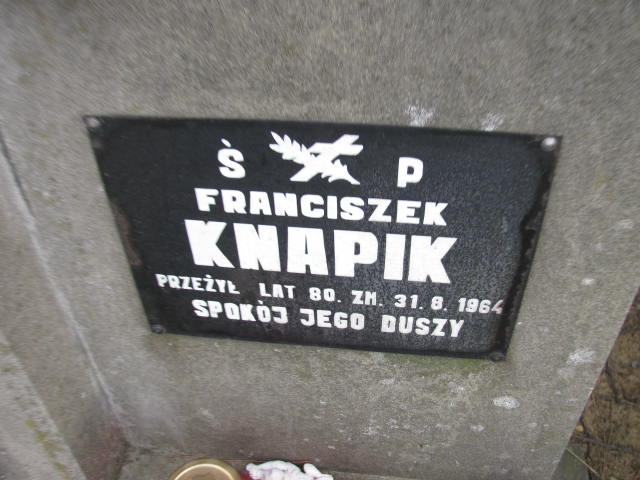 Ś P
FRANCISZEK
KNAPIK
PRZEŻYŁ LAT 80. ZM. 31. 8. 1964
SPOKÓJ JEGO DUSZY